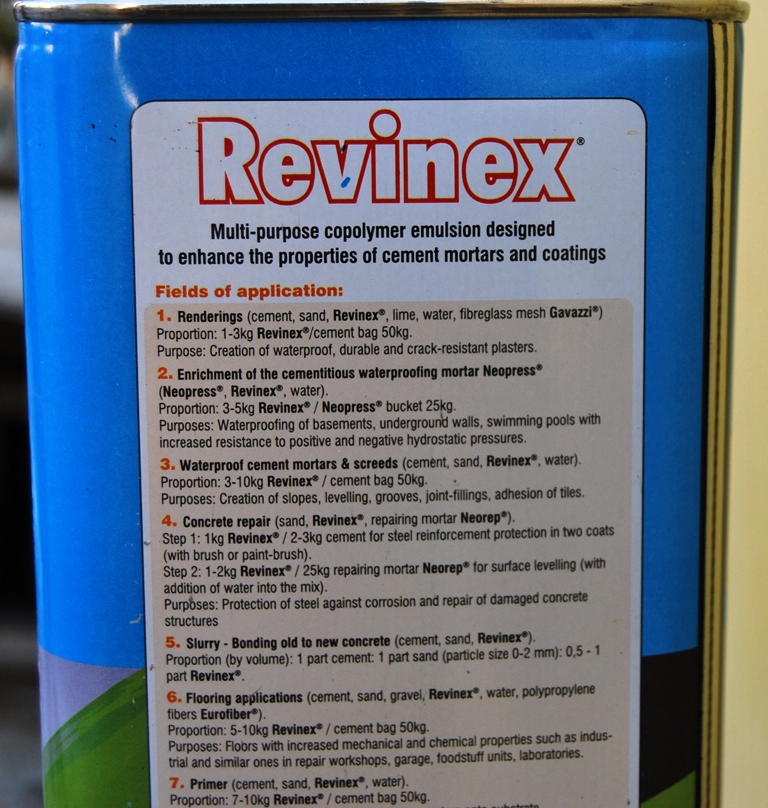 Revinex®
Multi-purpose copolymer emulsion designed
to enhance the properties of cement mortars and coatings
Fields of application:
1. Renderings (cement, sand, Revinex®, lime, water, fibreglass mesh Gavazzi®)
Proportion: 1-3kg Revinex®/cement bag 50kg.
Purpose: Creation of waterproof, durable and crack-resistant plasters.
2. Enrichment of the cementitious waterproofing mortar Neopress®
(Neopress®, Revinex®, water).
Proportion: 3-5kg Revinex® / Neopress® bucket 25kg.
Purposes: Waterproofing of basements, underground walls, swimming pools with
increased resistance to positive and negative hydrostatic pressures.
3. Waterproof cement mortars & screeds (cement, sand, Revinex®, water).
Proportion: 3-10kg Revinex® / cement bag 50kg.
Purposes: Creation of slopes, levelling, grooves, joint-fillings, adhesion of tiles.
4. Concrete repair (sand, Revinex®, repairing mortar Neorep®).
Step 1: 1kg Revinex® / 2-3kg cement for steel reinforcement protection in two coats
(with brush or paint-brush).
Step 2: 1-2kg Revinex® / 25kg repairing mortar Neorep® for surface levelling (with
addition of water into the mix).
Purposes: Protection of steel against corrosion and repair of damaged concrete
structures
5. Slurry - Bonding old to new concrete (cement, sand, Revinex®).
Proportion (by volume): 1 part cement: 1 part sand (particle size 0-2 mm): 0,5 - 1
part Revinex®.
6. Flooring applications (cement, sand, gravel, Revinex®, water, polypropylene
fibers Eurofiber®).
Proportion: 5-10kg Revinex® / cement bag 50kg.
Purposes: Floors with increased mechanical and chemical properties such as indus-
trial and similar ones in repair workshops, garage, foodstuff units, laboratories.
7. Primer (cement, sand, Revinex®, water).
Proportion: 7-10kg Revinex® / cement bag 50kg.